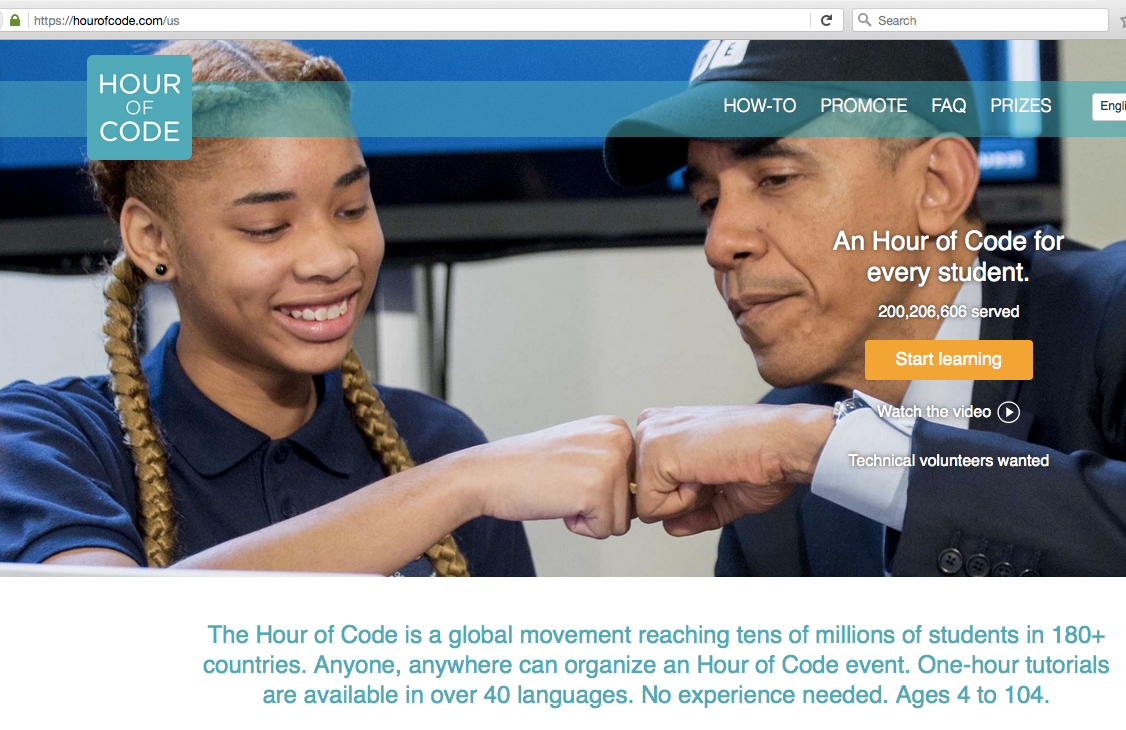 https://hourofcode.com/us
Search
HOUR
OF
CODE
HOW-TO PROMOTE FAQ PRIZES
Engli
An Hour of Code for
every student.
200,206,606 served
Start learning
Watch the video
Technical volunteers wanted
The Hour of Code is a global movement reaching tens of millions of students in 180+
countries. Anyone, anywhere can organize an Hour of Code event. One-hour tutorials
are available in over 40 languages. No experience needed. Ages 4 to 104.